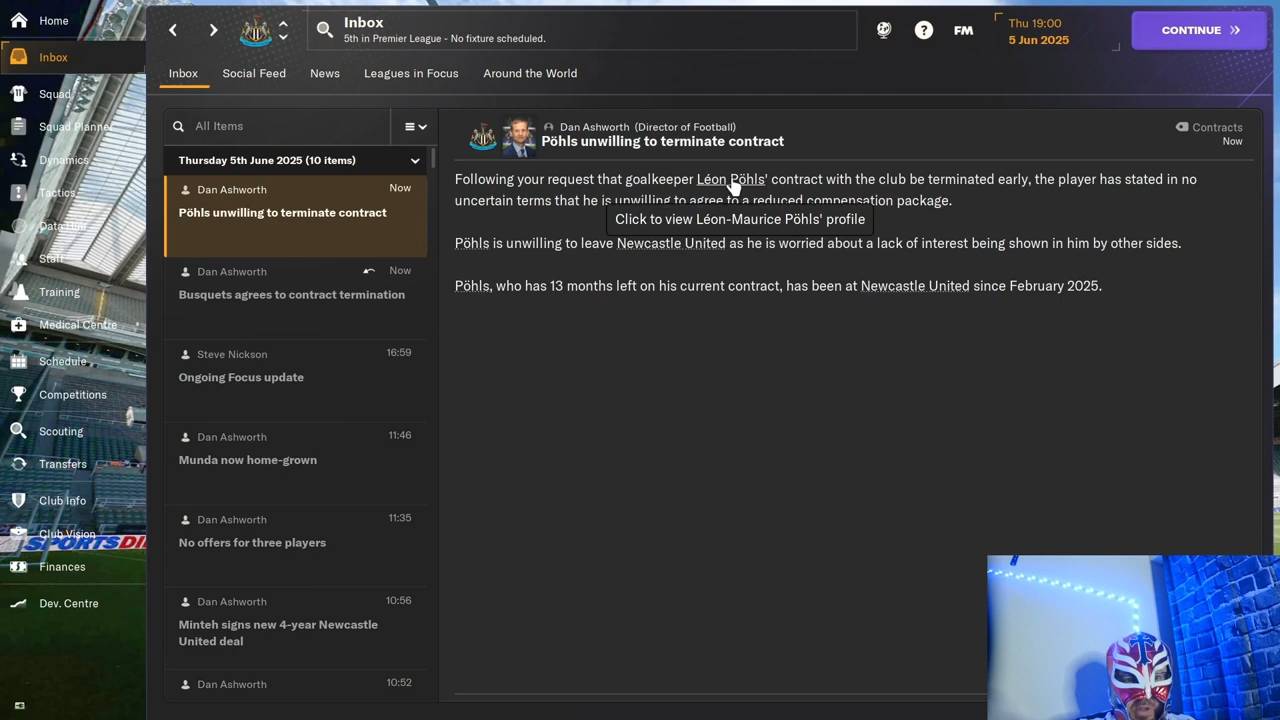 Home
Inbox
Squad
Squad Planner
Dynamics
Tactics
Data Hub
Staff
Training
Medical Centre
Schedule
Competitions
Scouting
Transfers
Club Info
Club Vision
Finances
Dev. Centre
SPORTSDI
Inbox
5th in Premier League - No fixture scheduled.
?
FM
Thu 19:00
5 Jun 2025
CONTINUE
Inbox
Social Feed
News
Leagues in Focus
Around the World
All Items
Thursday 5th June 2025 (10 items)
Dan Ashworth Now
Pöhls unwilling to terminate contract
Dan Ashworth Now
Busquets agrees to contract termination
Steve Nickson 16:59
Ongoing Focus update
Dan Ashworth 11:46
Munda now home-grown
Dan Ashworth 11:35
No offers for three players
Dan Ashworth 10:56
Minteh signs new 4-year Newcastle
United deal
Dan Ashworth 10:52
Dan Ashworth (Director of Football)
Pöhls unwilling to terminate contract
Contracts
Now
Following your request that goalkeeper Léon Pöhls' contract with the club be terminated early, the player has stated in no
uncertain terms that he is unwilling to agree to a reduced compensation package.
Click to view Léon-Maurice Pöhls' profile
Pöhls is unwilling to leave Newcastle United as he is worried about a lack of interest being shown in him by other sides.
Pöhls, who has 13 months left on his current contract, has been at Newcastle United since February 2025.